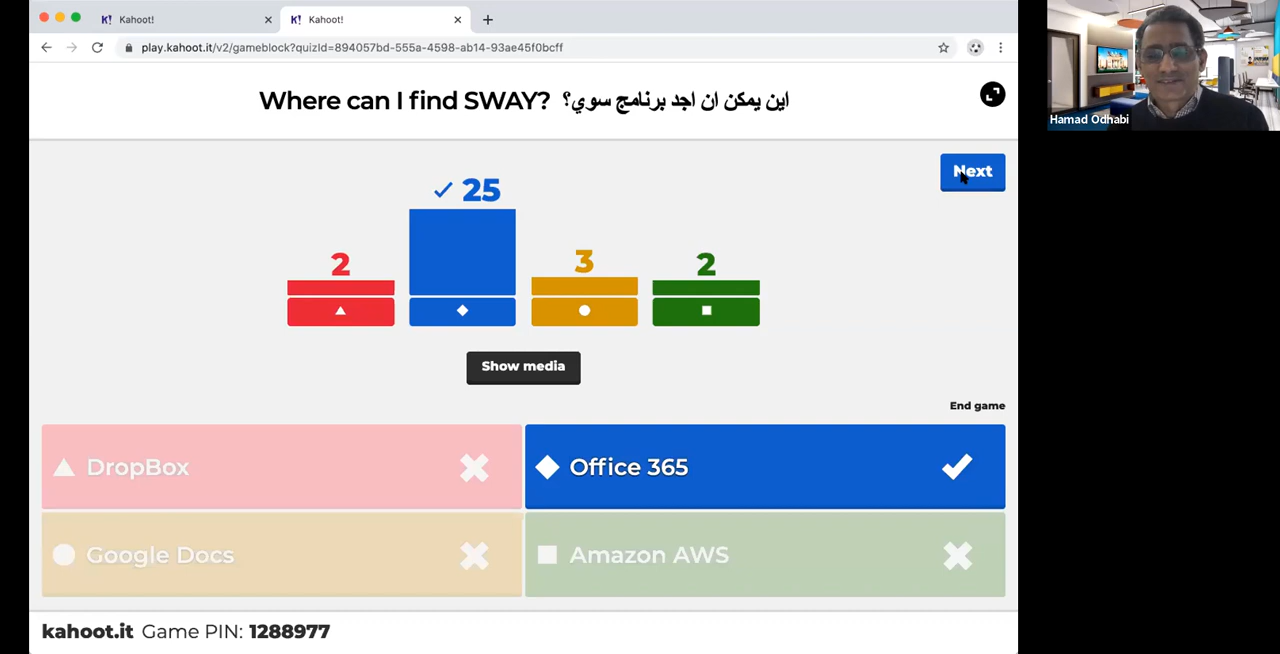 K! Kahoot!
K! Kahoot!
play.kahoot.it/v2/gameblock?quizId=894057bd-555a-4598-ab14-93ae45f0bcff
Where can I find SWAY? اين يمكن ان اجد برنامج سوي؟
Next
25
2
3
2
Show media
End game
DropBox
Office 365
Google Docs
Amazon AWS
kahoot.it Game PIN: 1288977
Hamad Odhabi